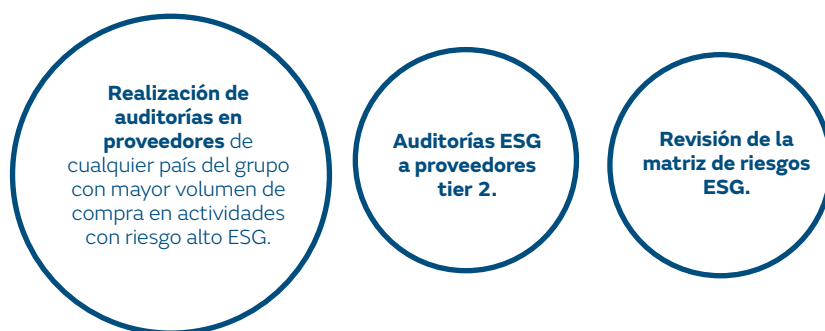 Realización de
auditorías en
proveedores de
cualquier país del grupo
con mayor volumen de
compra en actividades
con riesgo alto ESG.
Auditorías ESG
a proveedores
tier 2.
Revisión de la
matriz de riesgos
ESG.